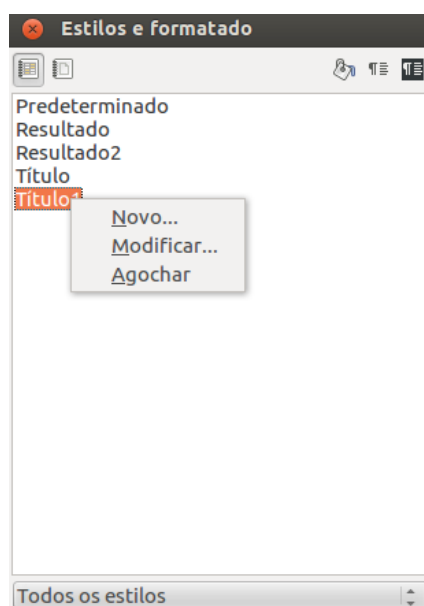 Estilos e formatado
Predeterminado
Resultado
Resultado2
Título
Título1
Novo...
Modificar...
Agochar
Todos os estilos